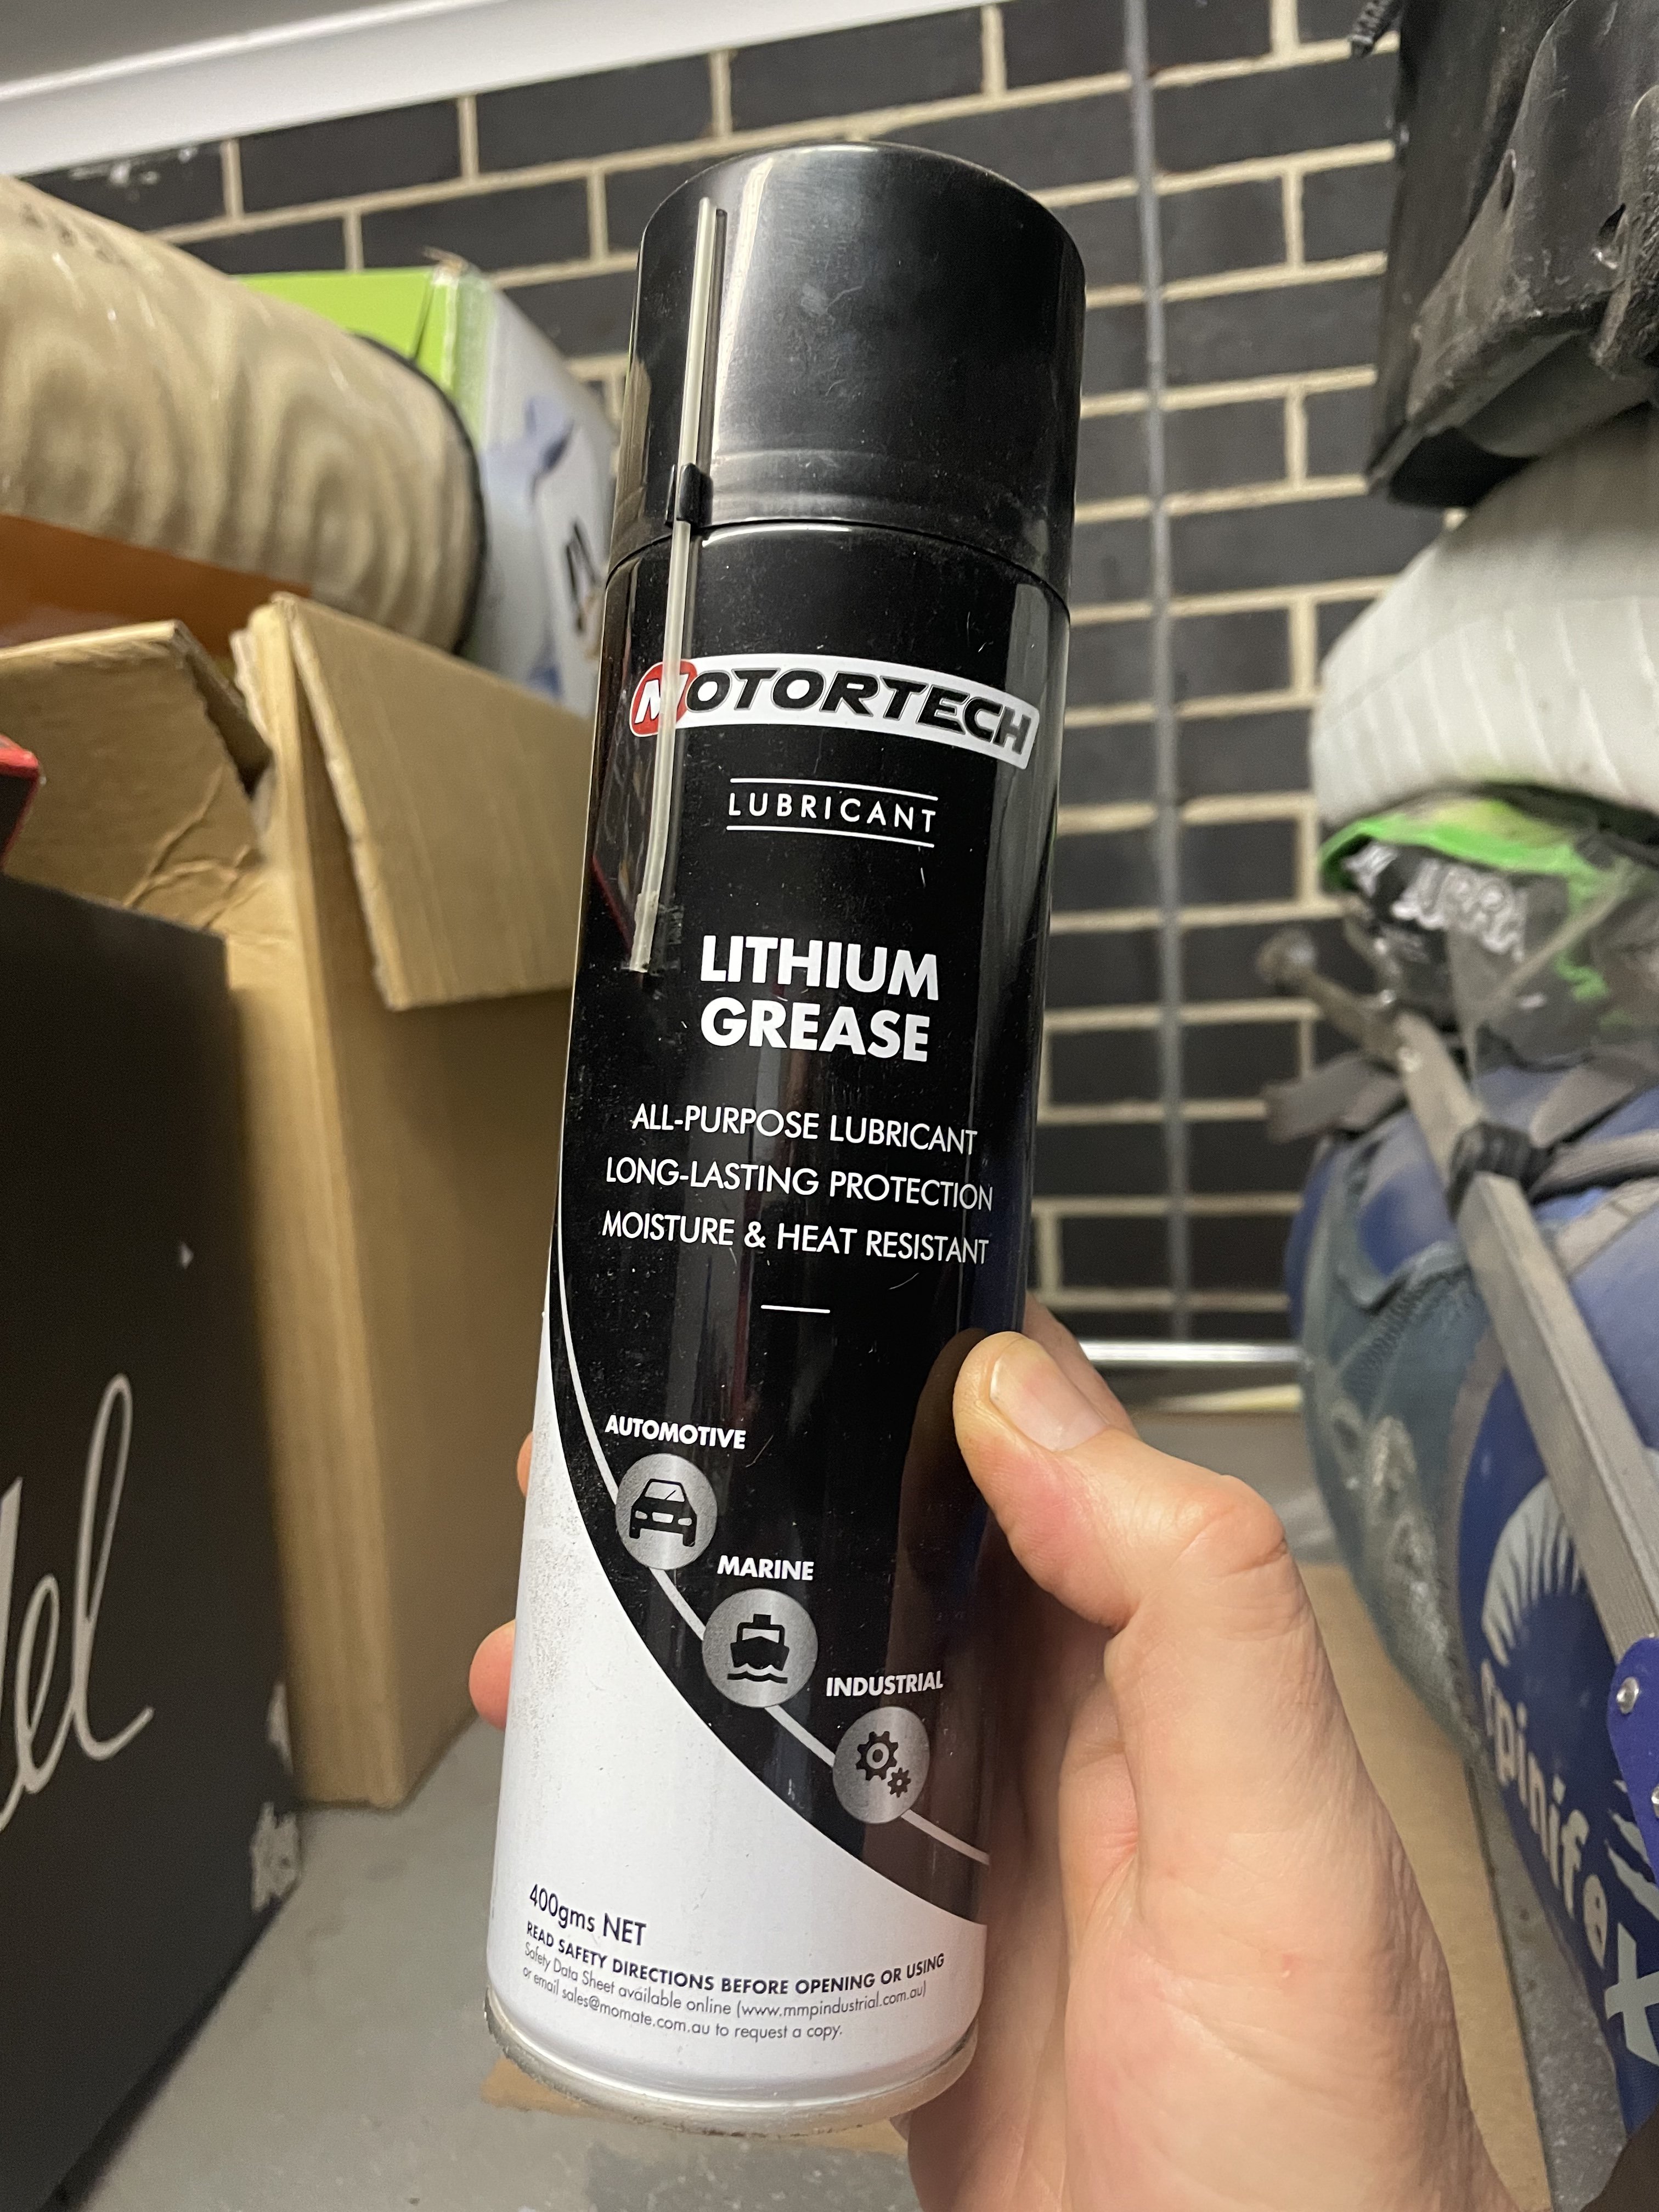 MOTORTECH
LUBRICANT
LITHIUM
GREASE
ALL-PURPOSE LUBRICANT
LONG-LASTING PROTECTION
MOISTURE & HEAT RESISTANT
AUTOMOTIVE
MARINE
INDUSTRIAL
400gms NET
READ SAFETY DIRECTIONS BEFORE OPENING OR USING
Safety Data Sheet available online (www.mmpindustrial.com.au)
or email sales@momate.com.au to request a copy.